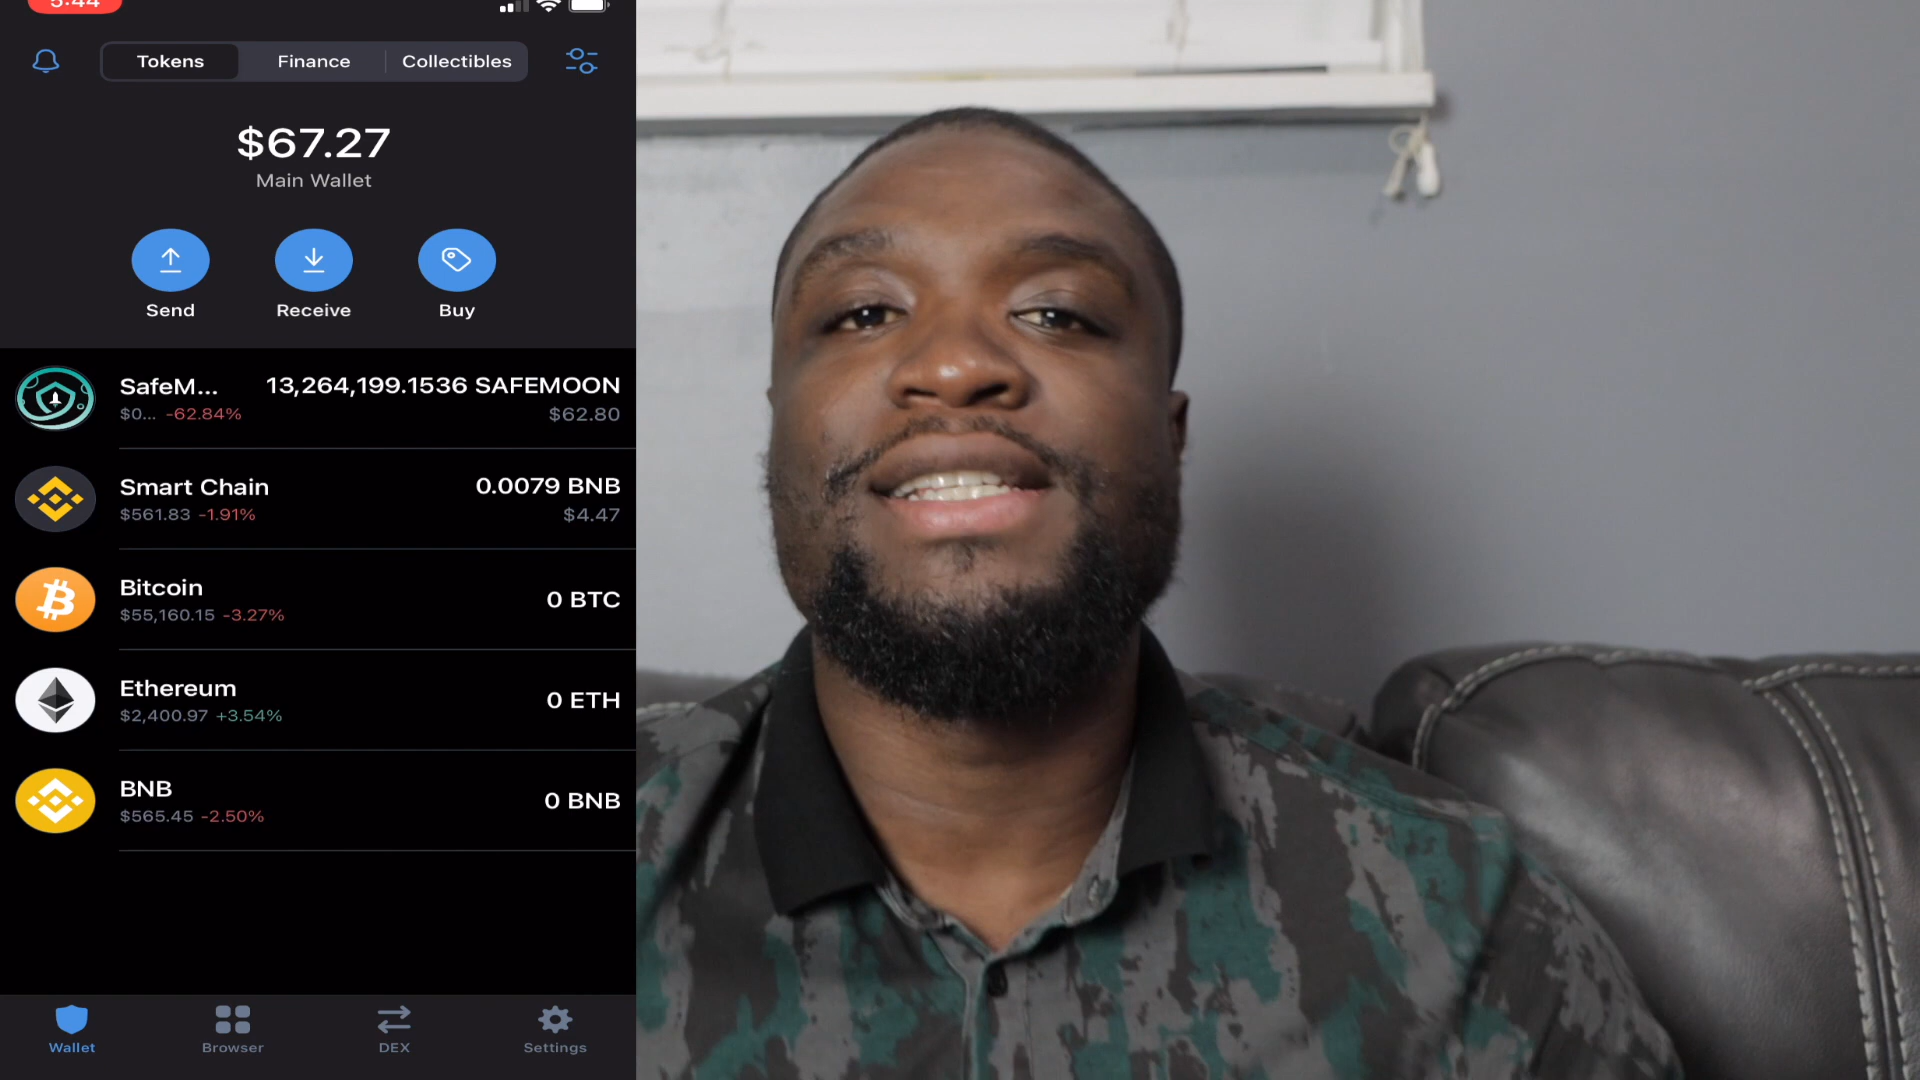 5:44
Tokens Finance Collectibles
$67.27
Main Wallet
Send Receive Buy
SafeM... 13,264,199.1536 SAFEMOON
$0... -62.84% $62.80
Smart Chain 0.0079 BNB
$561.83 -1.91% $4.47
Bitcoin 0 BTC
$55,160.15 -3.27%
Ethereum 0 ETH
$2,400.97 +3.54%
BNB 0 BNB
$565.45 -2.50%
Wallet Browser DEX Settings